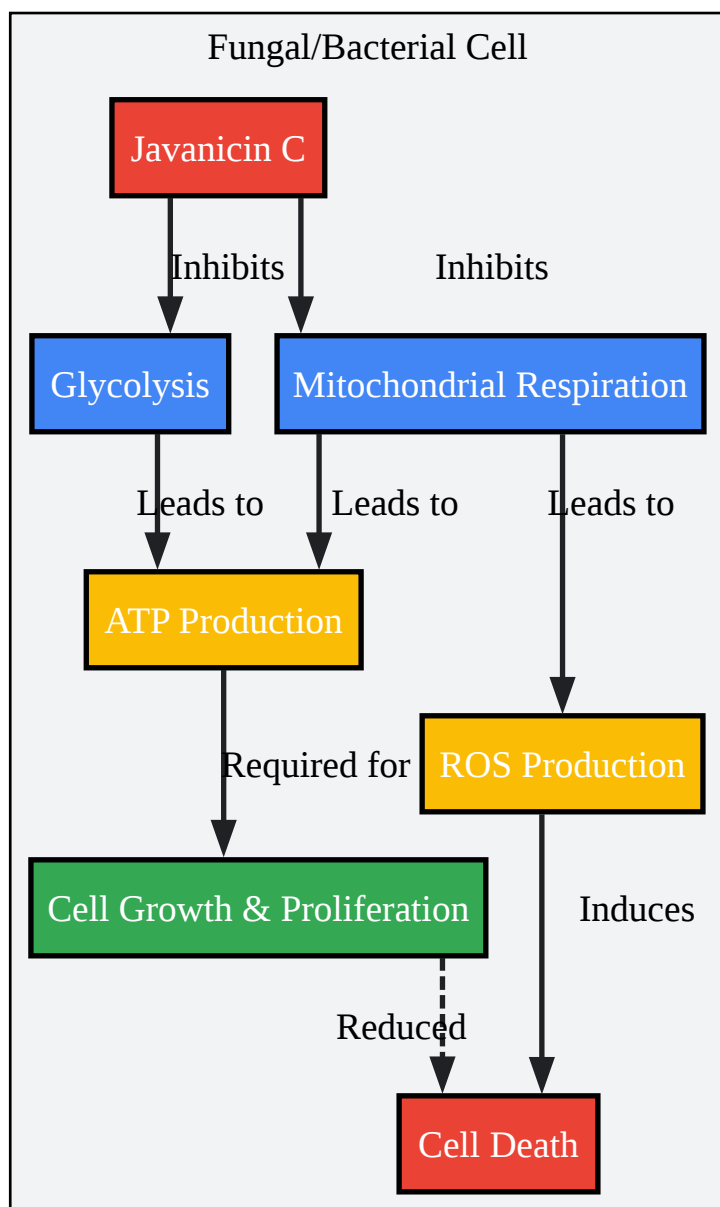 Fungal/Bacterial Cell
Javanicin C
Inhibits
Inhibits
Glycolysis
Mitochondrial Respiration
Leads to
Leads to
Leads to
ATP Production
Required for
ROS Production
Cell Growth & Proliferation
Induces
Reduced
Cell Death